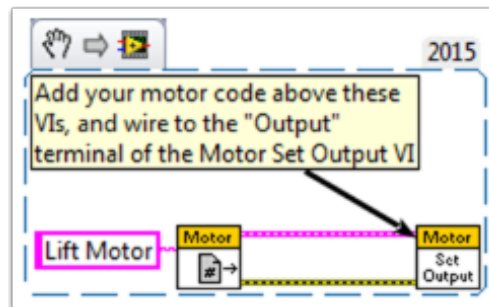 2015
Add your motor code above these
VIs, and wire to the "Output"
terminal of the Motor Set Output VI
Lift Motor
Motor
#
Motor
Set
Output